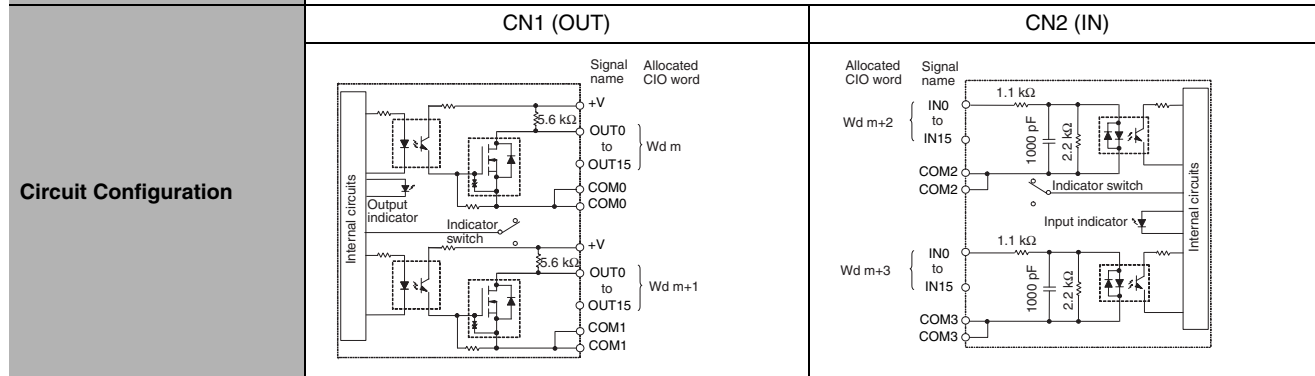 CN1 (OUT)
CN2 (IN)
Circuit Configuration
Signal name
Allocated CIO word
+V
5.6 kΩ
OUT0
to
OUT15
Wd m
COM0
COM0
Internal circuits
Output indicator
Indicator switch
+V
5.6 kΩ
OUT0
to
OUT15
Wd m+1
COM1
COM1
Allocated CIO word
Signal name
1.1 kΩ
IN0
to
IN15
Wd m+2
1000 pF
2.2 kΩ
COM2
COM2
Indicator switch
Internal circuits
Input indicator
1.1 kΩ
IN0
to
IN15
Wd m+3
1000 pF
2.2 kΩ
COM3
COM3